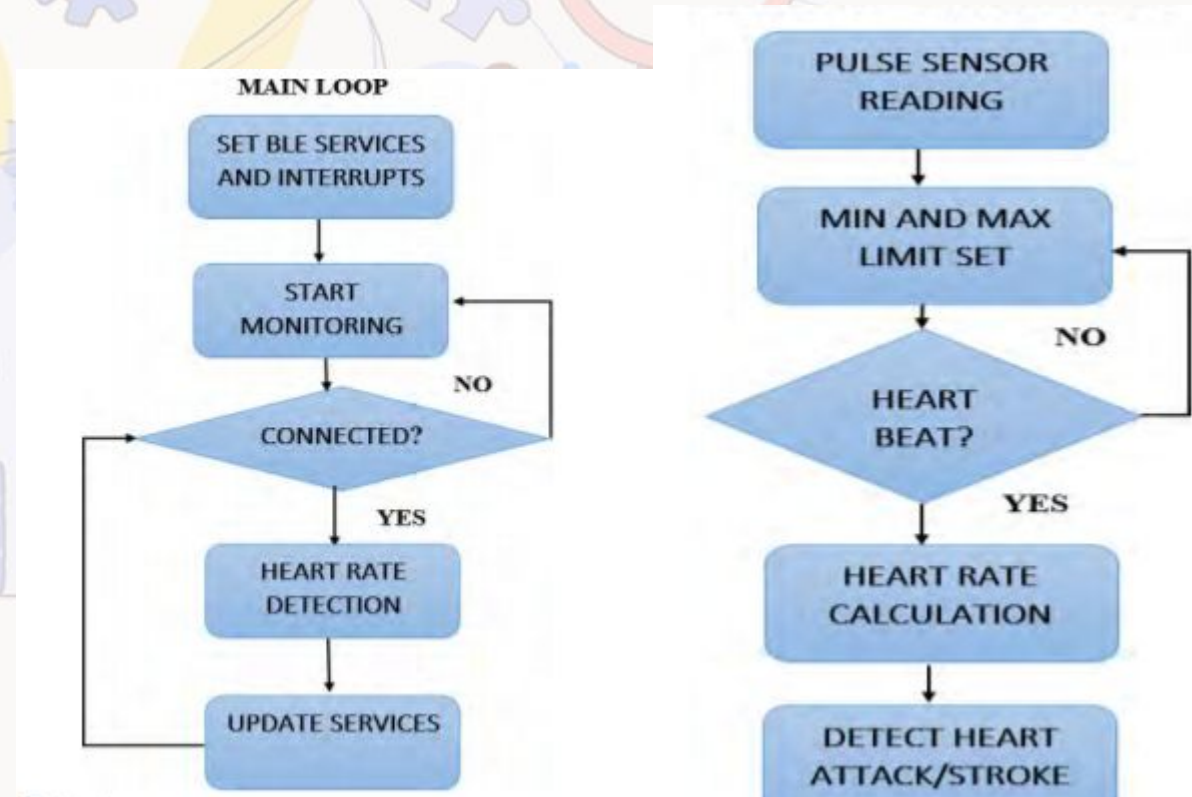 MAIN LOOP
SET BLE SERVICES
AND INTERRUPTS
START
MONITORING
NO
CONNECTED?
YES
HEART RATE
DETECTION
UPDATE SERVICES
PULSE SENSOR
READING
MIN AND MAX
LIMIT SET
NO
HEART
BEAT?
YES
HEART RATE
CALCULATION
DETECT HEART
ATTACK/STROKE